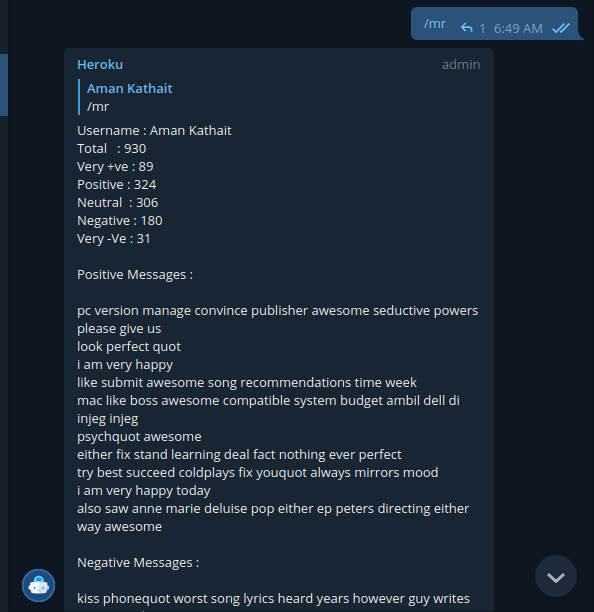 /mr
1 6:49 AM
Heroku admin
Aman Kathait
/mr
Username : Aman Kathait
Total : 930
Very +ve : 89
Positive : 324
Neutral : 306
Negative : 180
Very -Ve : 31
Positive Messages :
pc version manage convince publisher awesome seductive powers
please give us
look perfect quot
i am very happy
like submit awesome song recommendations time week
mac like boss awesome compatible system budget ambil dell di
injeg injeg
psychquot awesome
either fix stand learning deal fact nothing ever perfect
try best succeed coldplays fix youquot always mirrors mood
i am very happy today
also saw anne marie deluise pop either ep peters directing either
way awesome
Negative Messages :
kiss phonequot worst song lyrics heard years however guy writes